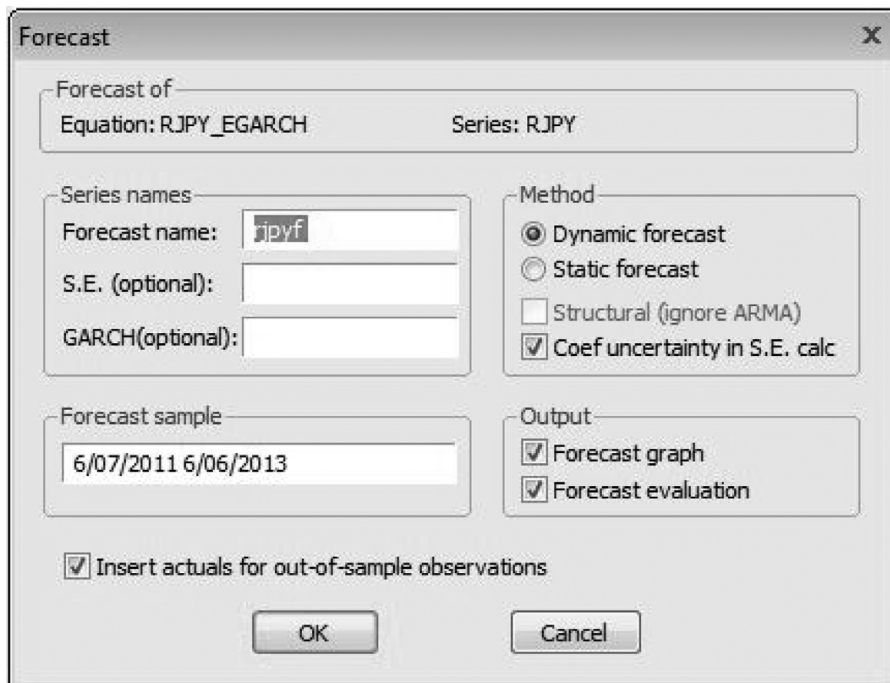 Forecast
Forecast of
Equation: RJPY_EGARCH Series: RJPY
Series names
Forecast name: rjpyf
S.E. (optional):
GARCH(optional):
Method
Dynamic forecast
Static forecast
Structural (ignore ARMA)
Coef uncertainty in S.E. calc
Forecast sample
6/07/2011 6/06/2013
Output
Forecast graph
Forecast evaluation
Insert actuals for out-of-sample observations
OK Cancel